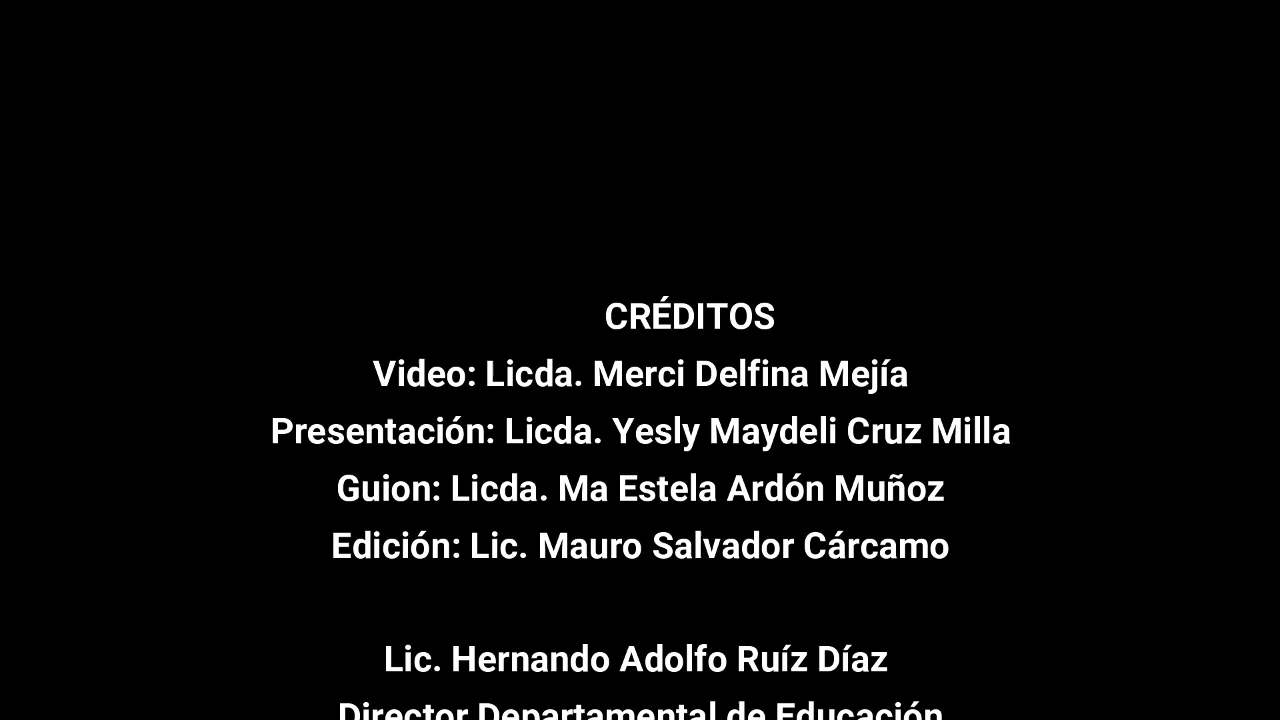 CRÉDITOS
Video: Licda. Merci Delfina Mejía
Presentación: Licda. Yesly Maydeli Cruz Milla
Guion: Licda. Ma Estela Ardón Muñoz
Edición: Lic. Mauro Salvador Cárcamo
Lic. Hernando Adolfo Ruíz Díaz
Director Departamental de Educación